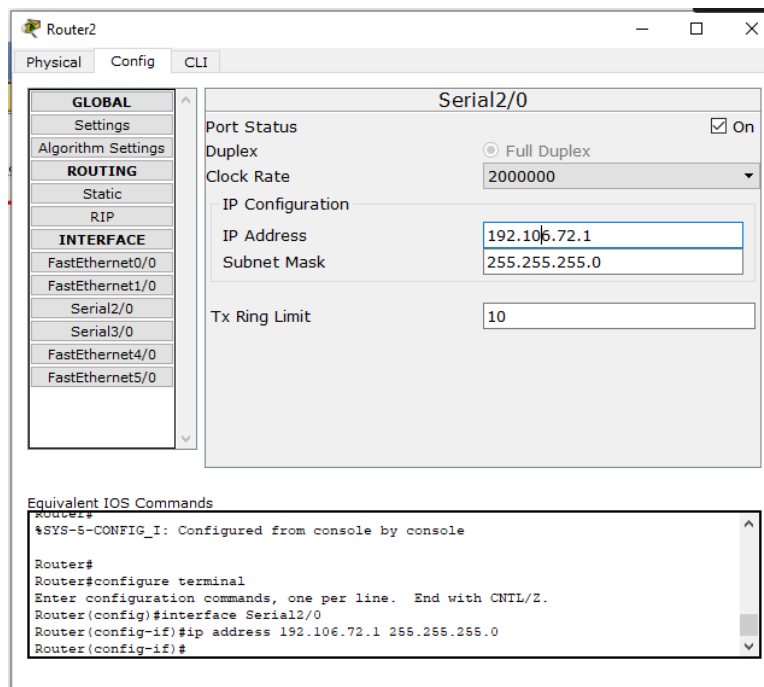 Router2
Physical Config CLI
GLOBAL
Settings
Algorithm Settings
ROUTING
Static
RIP
INTERFACE
FastEthernet0/0
FastEthernet1/0
Serial2/0
Serial3/0
FastEthernet4/0
FastEthernet5/0
Serial2/0
Port Status On
Duplex Full Duplex
Clock Rate 2000000
IP Configuration
IP Address 192.106.72.1
Subnet Mask 255.255.255.0
Tx Ring Limit 10
Equivalent IOS Commands
Router#
%SYS-5-CONFIG_I: Configured from console by console
Router#
Router#configure terminal
Enter configuration commands, one per line. End with CNTL/Z.
Router(config)#interface Serial2/0
Router(config-if)#ip address 192.106.72.1 255.255.255.0
Router(config-if)#